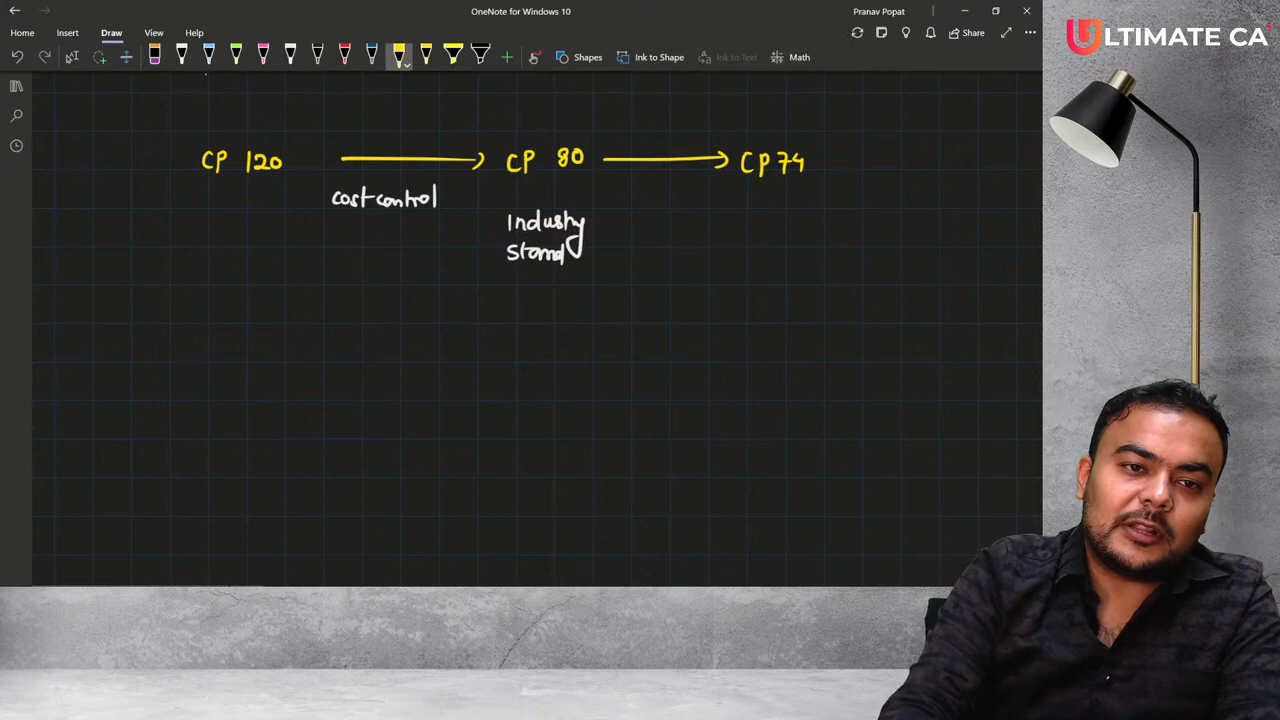 OneNote for Windows 10
Pranav Popat
Home Insert Draw View Help
Share
Shapes Ink to Shape Ink to Text Math
ULTIMATE CA
CP 120 → CP 80 → CP 74
cost control
Industry
Stand